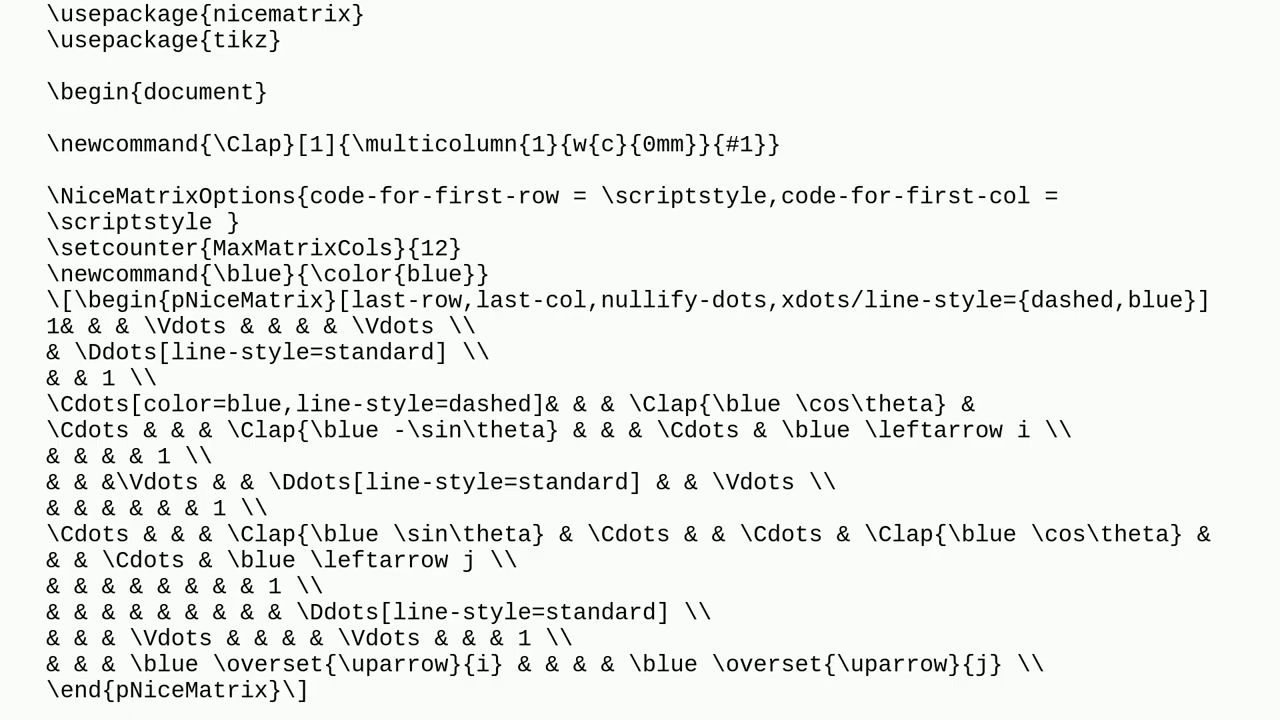 \usepackage{nicematrix}
\usepackage{tikz}
\begin{document}
\newcommand{\Clap}[1]{\multicolumn{1}{w{c}{0mm}}{#1}}
\NiceMatrixOptions{code-for-first-row = \scriptstyle,code-for-first-col =
\scriptstyle }
\setcounter{MaxMatrixCols}{12}
\newcommand{\blue}{\color{blue}}
\[\begin{pNiceMatrix}[last-row,last-col,nullify-dots,xdots/line-style={dashed,blue}]
1& & & \Vdots & & & & \Vdots \\
& \Ddots[line-style=standard] \\
& & 1 \\
\Cdots[color=blue,line-style=dashed]& & & \Clap{\blue \cos\theta} &
\Cdots & & & \Clap{\blue -\sin\theta} & & & \Cdots & \blue \leftarrow i \\
& & & & 1 \\
& & &\Vdots & & \Ddots[line-style=standard] & & \Vdots \\
& & & & & & 1 \\
\Cdots & & & \Clap{\blue \sin\theta} & \Cdots & & \Cdots & \Clap{\blue \cos\theta} &
& & \Cdots & \blue \leftarrow j \\
& & & & & & & & 1 \\
& & & & & & & & & \Ddots[line-style=standard] \\
& & & \Vdots & & & & \Vdots & & & 1 \\
& & & \blue \overset{\uparrow}{i} & & & & \blue \overset{\uparrow}{j} \\
\end{pNiceMatrix}\]